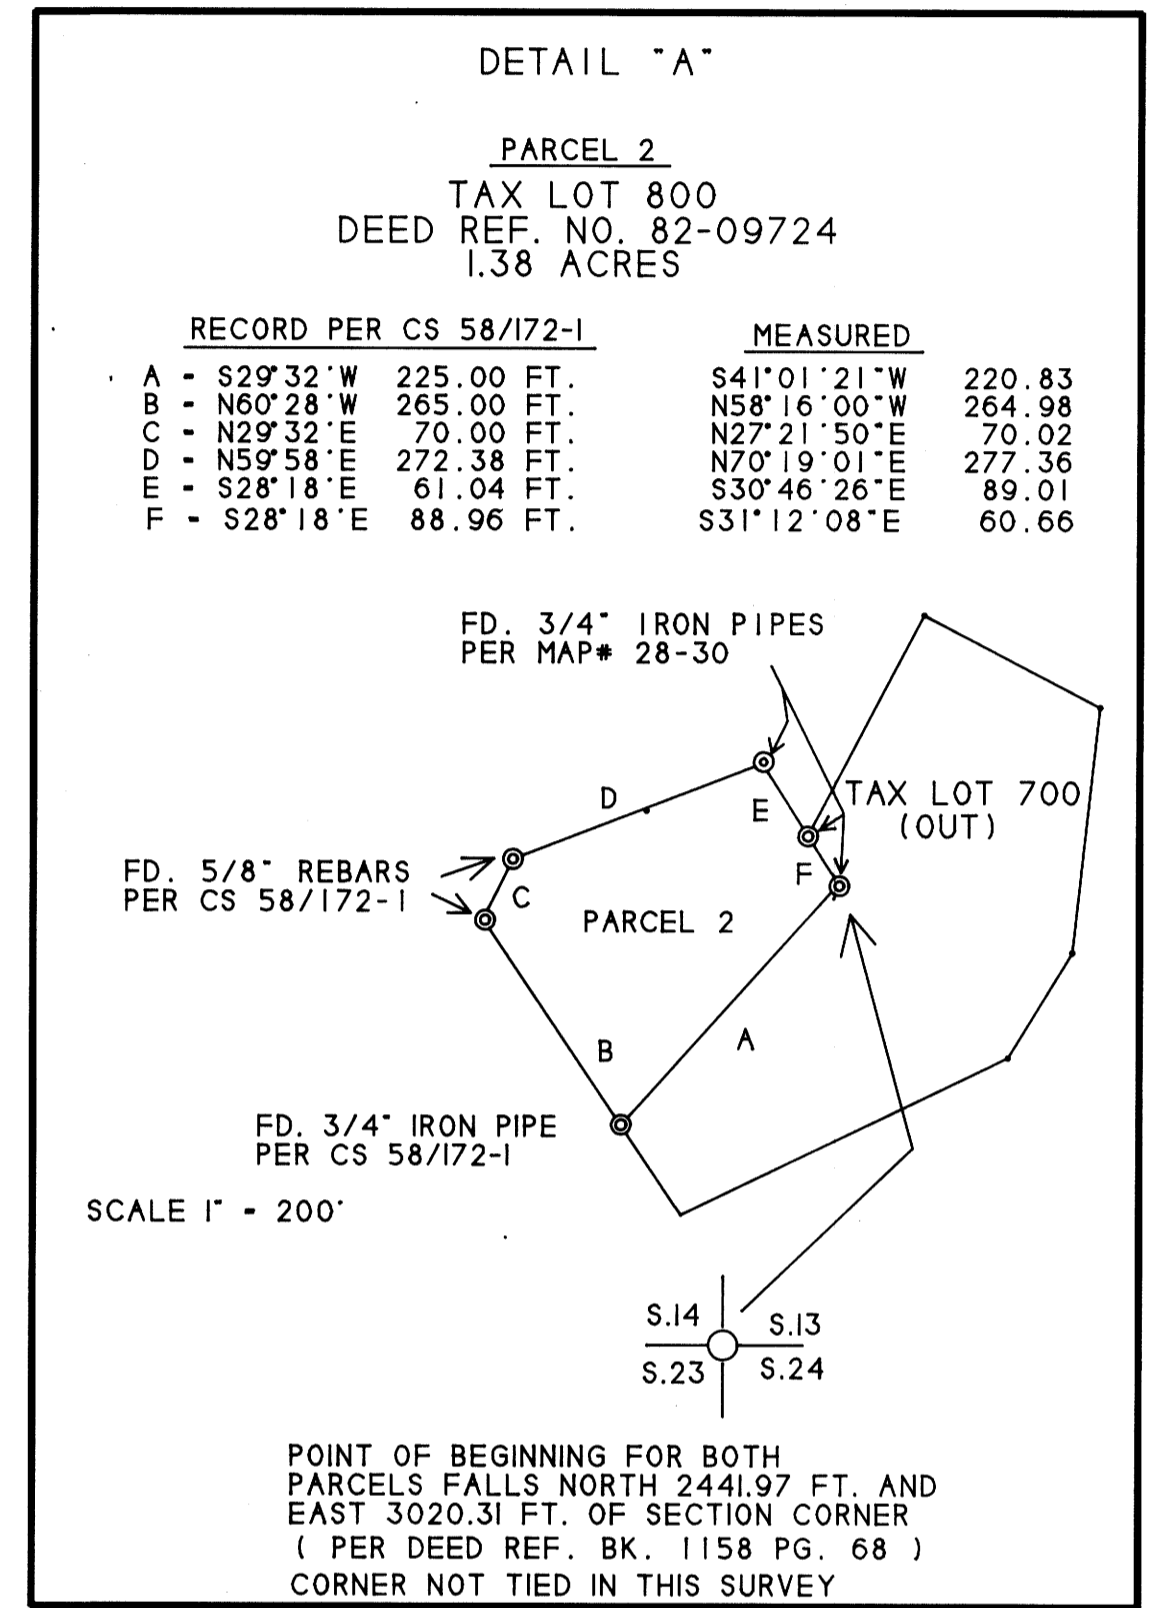 DETAIL "A"
PARCEL 2
TAX LOT 800
DEED REF. NO. 82-09724
1.38 ACRES
RECORD PER CS 58/172-1 MEASURED
A - S29°32'W 225.00 FT. S41°01'21"W 220.83
B - N60°28'W 265.00 FT. N58°16'00"W 264.98
C - N29°32'E 70.00 FT. N27°21'50"E 70.02
D - N59°58'E 272.38 FT. N70°19'01"E 277.36
E - S28°18'E 61.04 FT. S30°46'26"E 89.01
F - S28°18'E 88.96 FT. S31°12'08"E 60.66
FD. 3/4" IRON PIPES
PER MAP# 28-30
D
E
TAX LOT 700
(OUT)
FD. 5/8" REBARS
PER CS 58/172-1
C
F
PARCEL 2
A
B
FD. 3/4" IRON PIPE
PER CS 58/172-1
SCALE 1" - 200'
S.14 S.13
S.23 S.24
POINT OF BEGINNING FOR BOTH
PARCELS FALLS NORTH 2441.97 FT. AND
EAST 3020.31 FT. OF SECTION CORNER
( PER DEED REF. BK. 1158 PG. 68 )
CORNER NOT TIED IN THIS SURVEY